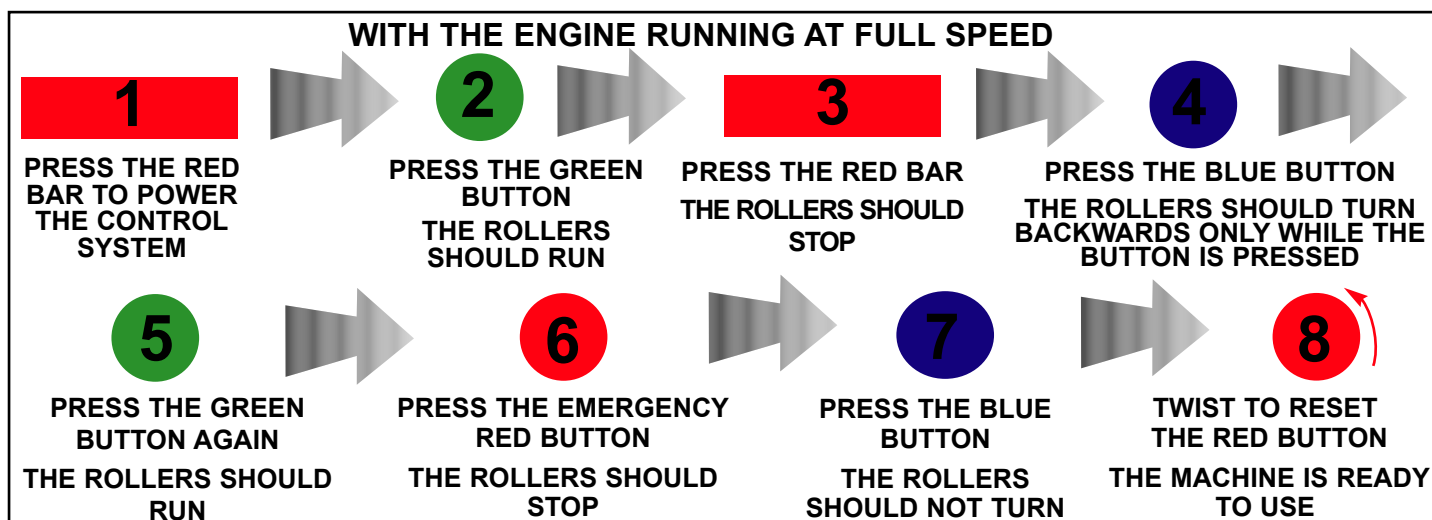 WITH THE ENGINE RUNNING AT FULL SPEED
1
PRESS THE RED
BAR TO POWER
THE CONTROL
SYSTEM
2
PRESS THE GREEN
BUTTON
THE ROLLERS
SHOULD RUN
3
PRESS THE RED BAR
THE ROLLERS SHOULD
STOP
4
PRESS THE BLUE BUTTON
THE ROLLERS SHOULD TURN
BACKWARDS ONLY WHILE THE
BUTTON IS PRESSED
5
PRESS THE GREEN
BUTTON AGAIN
THE ROLLERS SHOULD
RUN
6
PRESS THE EMERGENCY
RED BUTTON
THE ROLLERS SHOULD
STOP
7
PRESS THE BLUE
BUTTON
THE ROLLERS
SHOULD NOT TURN
8
TWIST TO RESET
THE RED BUTTON
THE MACHINE IS READY
TO USE